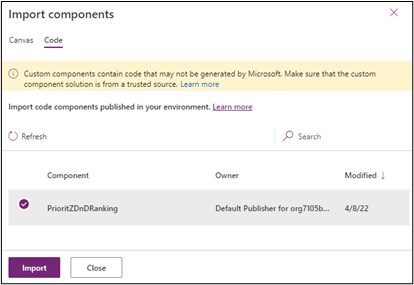 Import components
Canvas Code
Custom components contain code that may not be generated by Microsoft. Make sure that the custom
component solution is from a trusted source. Learn more
Import code components published in your environment. Learn more
Refresh Search
Component Owner Modified ↓
PrioritZDnDRanking Default Publisher for org7105b... 4/8/22
Import Close